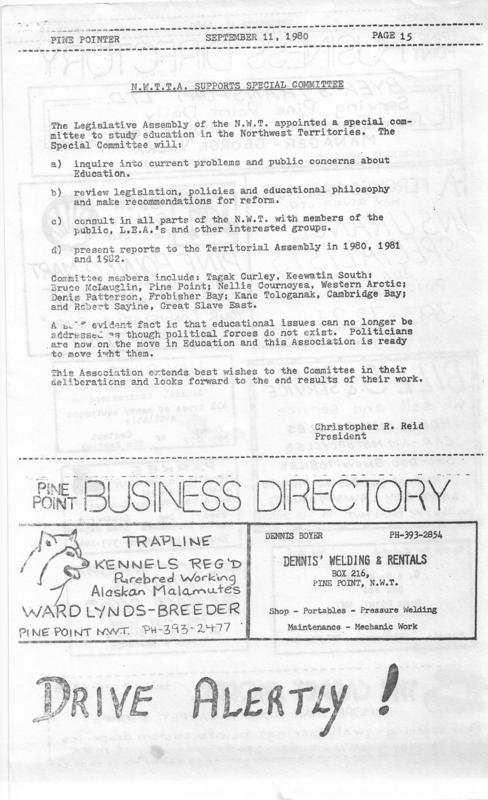 PINE POINTER SEPTEMBER 11, 1980 PAGE 15
N.W.T.T.A. SUPPORTS SPECIAL COMMITTEE
The Legislative Assembly of the N.W.T. appointed a special com-
mittee to study education in the Northwest Territories. The
Special Committee will:
a) inquire into current problems and public concerns about
Education.
b) review legislation, policies and educational philosophy
and make recommendations for reform.
c) consult in all parts of the N.W.T. with members of the
public, L.E.A.'s and other interested groups.
d) present reports to the Territorial Assembly in 1980, 1981
and 1982.
Committee members include: Tagak Curley, Keewatin South;
Bruce McLaughlin, Pine Point; Nellie Cournoyea, Western Arctic;
Denis Patterson, Frobisher Bay; Kane Tologanak, Cambridge Bay;
and Robert Sayine, Great Slave East.
A evident fact is that educational issues can no longer be
addressed as though political forces do not exist. Politicians
are now on the move in Education and this Association is ready
to move iwht them.
This Association extends best wishes to the Committee in their
deliberations and looks forward to the end results of their work.
Christopher R. Reid
President
PINE POINT BUSINESS DIRECTORY
TRAPLINE
KENNELS REG'D
Purebred Working
Alaskan Malamutes
WARD LYNDS-BREEDER
PINE POINT N.W.T. PH-393-2477
DENNIS BOYER PH-393-2854
DENNIS' WELDING & RENTALS
BOX 216,
PINE POINT, N.W.T.
Shop - Portables - Pressure Welding
Maintenance - Mechanic Work
DRIVE ALERTLY!